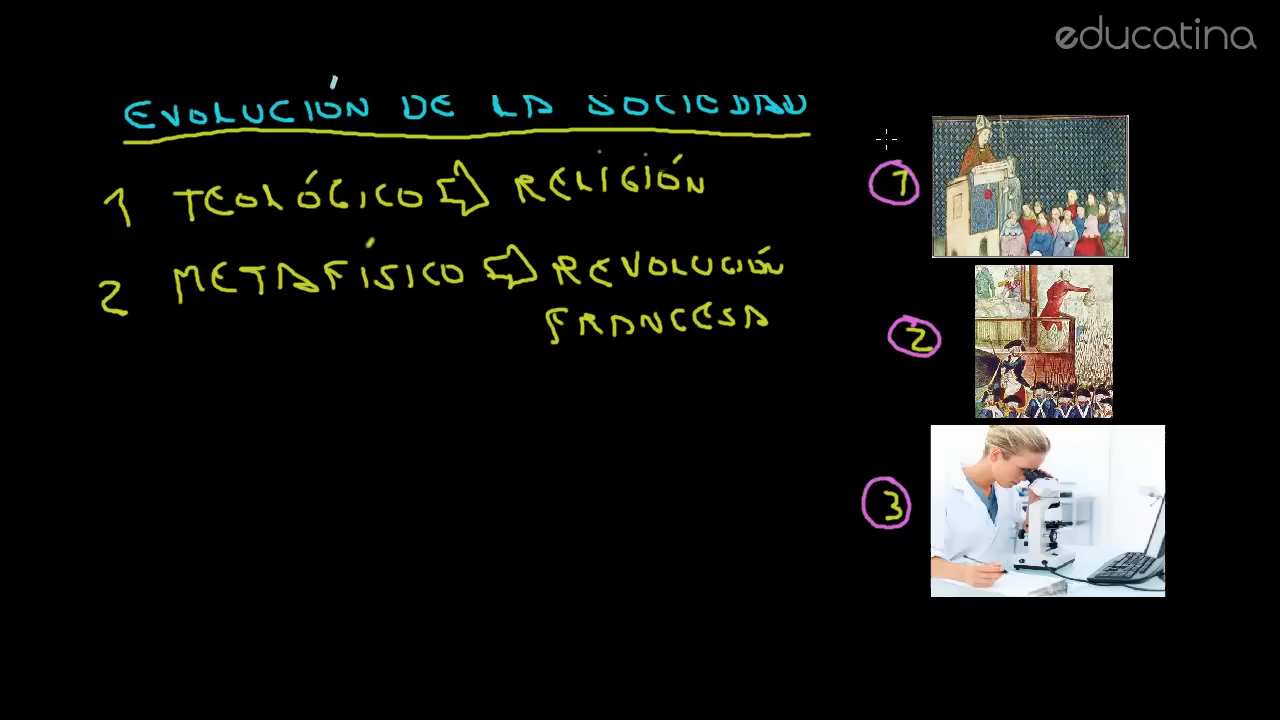 educatina
EVOLUCIÓN DE LA SOCIEDAD
1 TEOLÓGICO ⇨ RELIGIÓN
2 METAFÍSICO ⇨ REVOLUCIÓN
FRANCESA
1
2
3